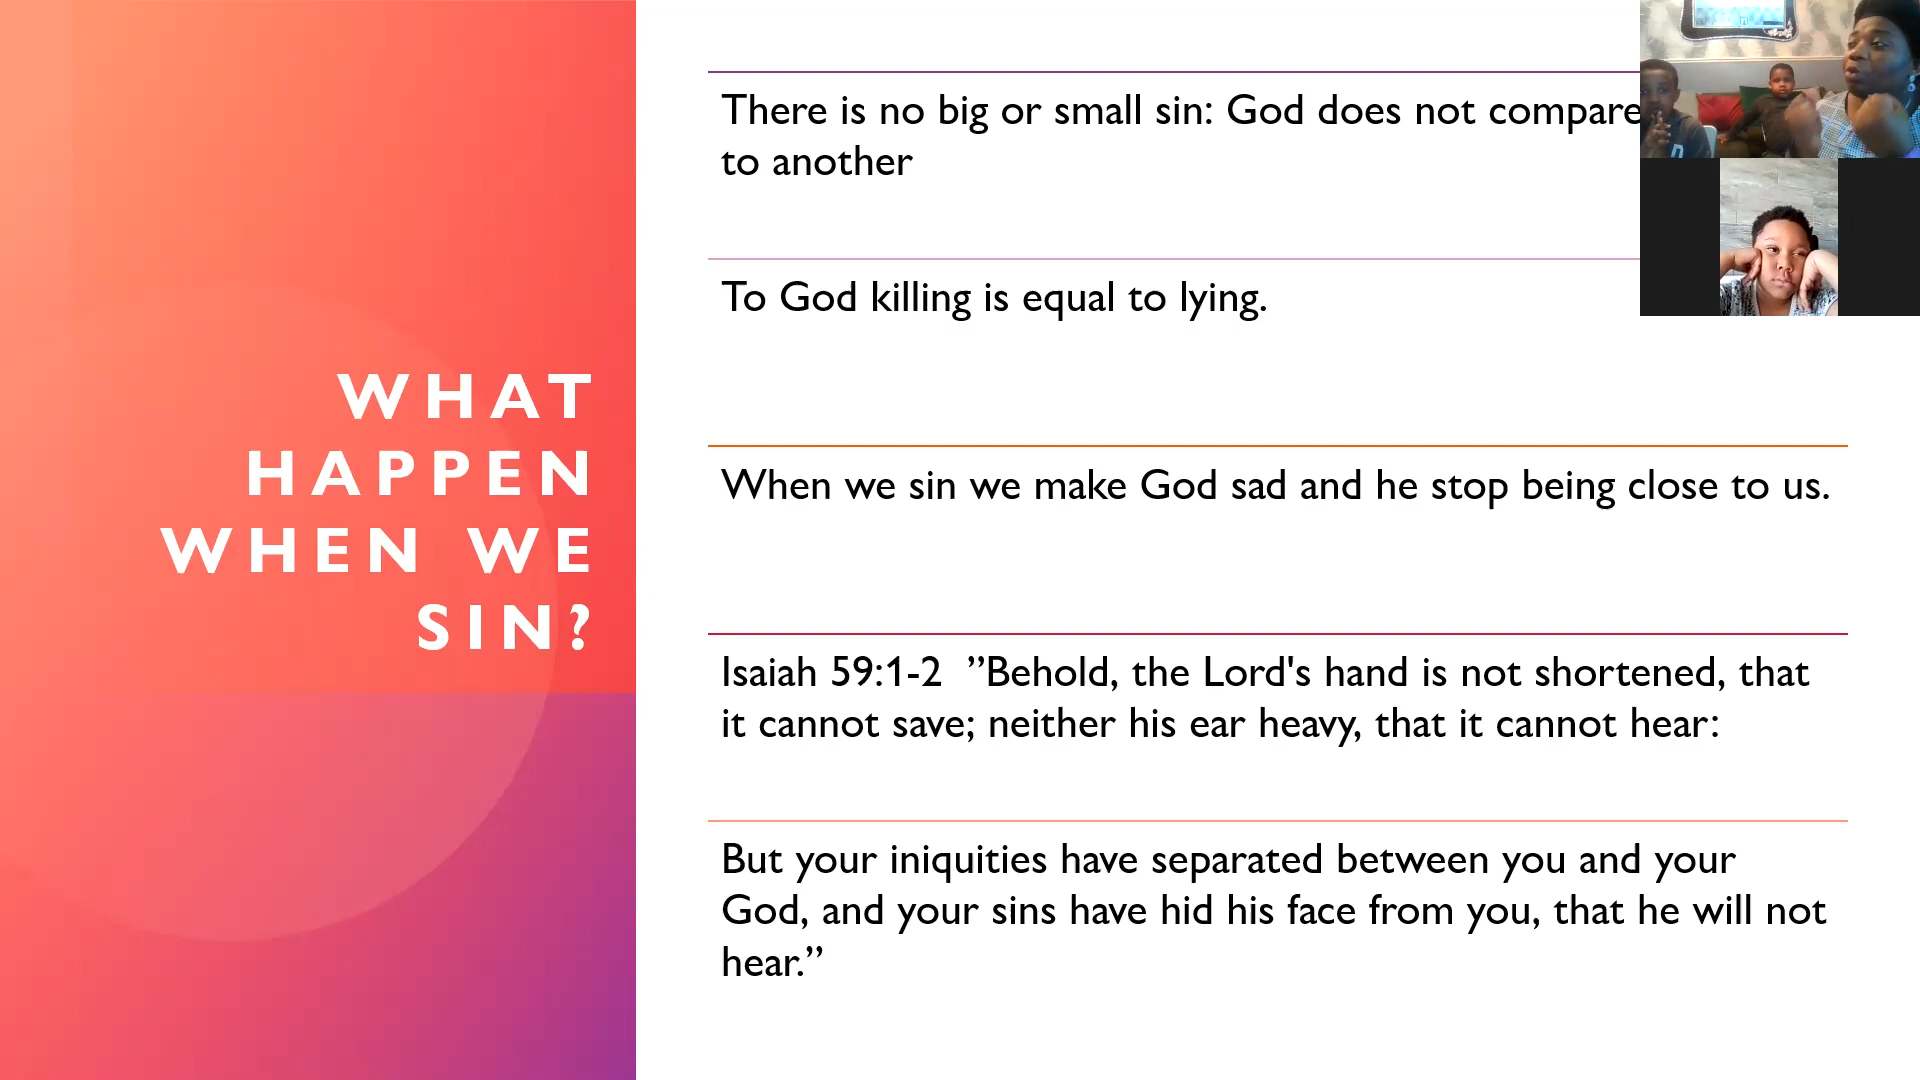 WHAT
HAPPEN
WHEN WE
SIN?
There is no big or small sin: God does not compare
to another
To God killing is equal to lying.
When we sin we make God sad and he stop being close to us.
Isaiah 59:1-2  ”Behold, the Lord's hand is not shortened, that
it cannot save; neither his ear heavy, that it cannot hear:
But your iniquities have separated between you and your
God, and your sins have hid his face from you, that he will not
hear.”